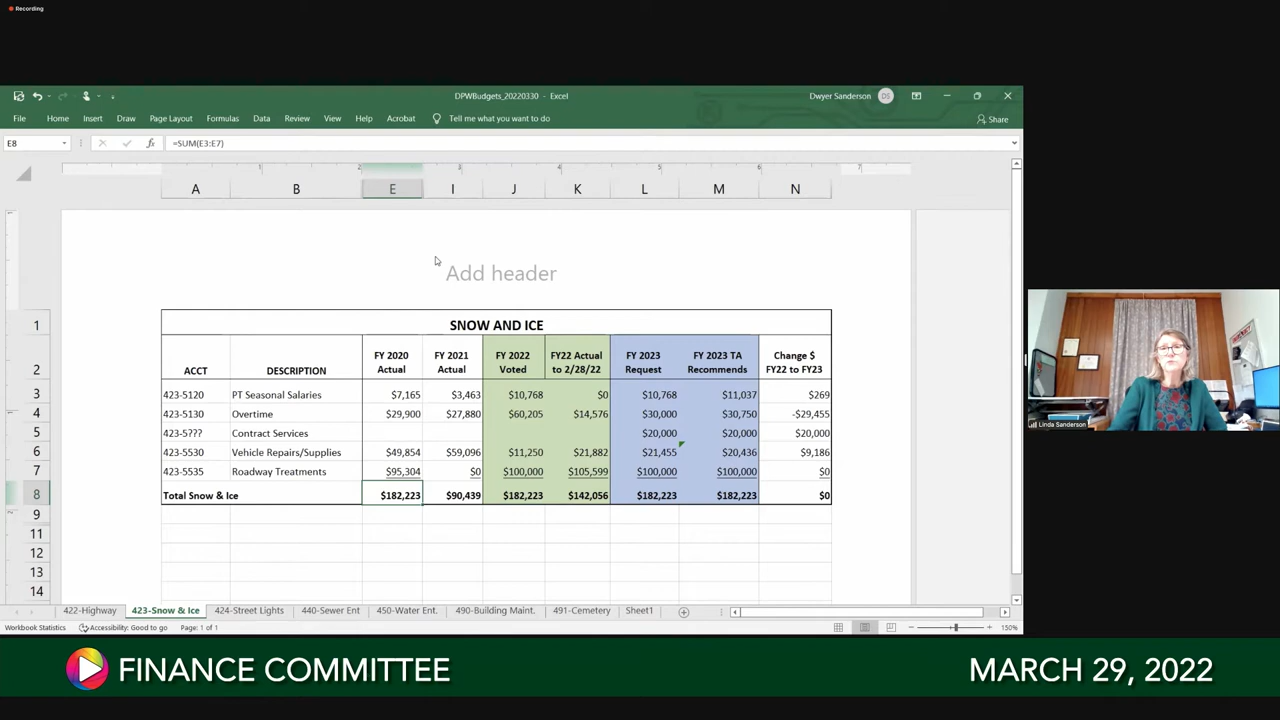 Recording
DPWBudgets_20220330 - Excel
Dwyer Sanderson DS
File Home Insert Draw Page Layout Formulas Data Review View Help Acrobat Tell me what you want to do Share
E8 fx =SUM(E3:E7)
1 2 3 4 5 6 7
A B E I J K L M N
Add header
1 SNOW AND ICE
2 ACCT DESCRIPTION FY 2020 Actual FY 2021 Actual FY 2022 Voted FY22 Actual to 2/28/22 FY 2023 Request FY 2023 TA Recommends Change $ FY22 to FY23
3 423-5120 PT Seasonal Salaries $7,165 $3,463 $10,768 $0 $10,768 $11,037 $269
4 423-5130 Overtime $29,900 $27,880 $60,205 $14,576 $30,000 $30,750 -$29,455
5 423-5??? Contract Services $20,000 $20,000 $20,000
6 423-5530 Vehicle Repairs/Supplies $49,854 $59,096 $11,250 $21,882 $21,455 $20,436 $9,186
7 423-5535 Roadway Treatments $95,304 $0 $100,000 $105,599 $100,000 $100,000 $0
8 Total Snow & Ice $182,223 $90,439 $182,223 $142,056 $182,223 $182,223 $0
9
11
12
13
14
Linda Sanderson
422-Highway 423-Snow & Ice 424-Street Lights 440-Sewer Ent 450-Water Ent. 490-Building Maint. 491-Cemetery Sheet1
Workbook Statistics Accessibility: Good to go Page: 1 of 1 150%
FINANCE COMMITTEE MARCH 29, 2022